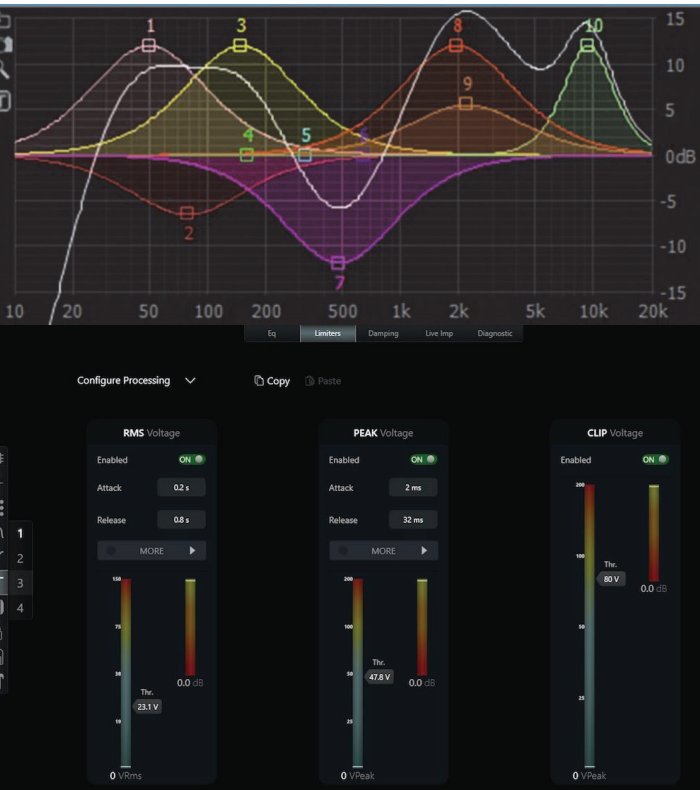 1 3 8 10 15
10
9
5
4 5 6 0dB
-5
2
-10
7
-15
10 20 50 100 200 500 1k 2k 5k 10k 20k
Eq Limiters Damping Live Imp Diagnostic
Configure Processing Copy Paste
RMS Voltage PEAK Voltage CLIP Voltage
Enabled ON Enabled ON Enabled ON
Attack 0.2 s Attack 2 ms 200
Release 0.8 s Release 32 ms
1
MORE MORE 100
2
Thr.
3 150 200 80 V 0.0 dB
4
75 100 50
Thr.
38 50 47.8 V 0.0 dB
0.0 dB
Thr.
23.1 V 25
19 25
0 VRms 0 VPeak 0 VPeak